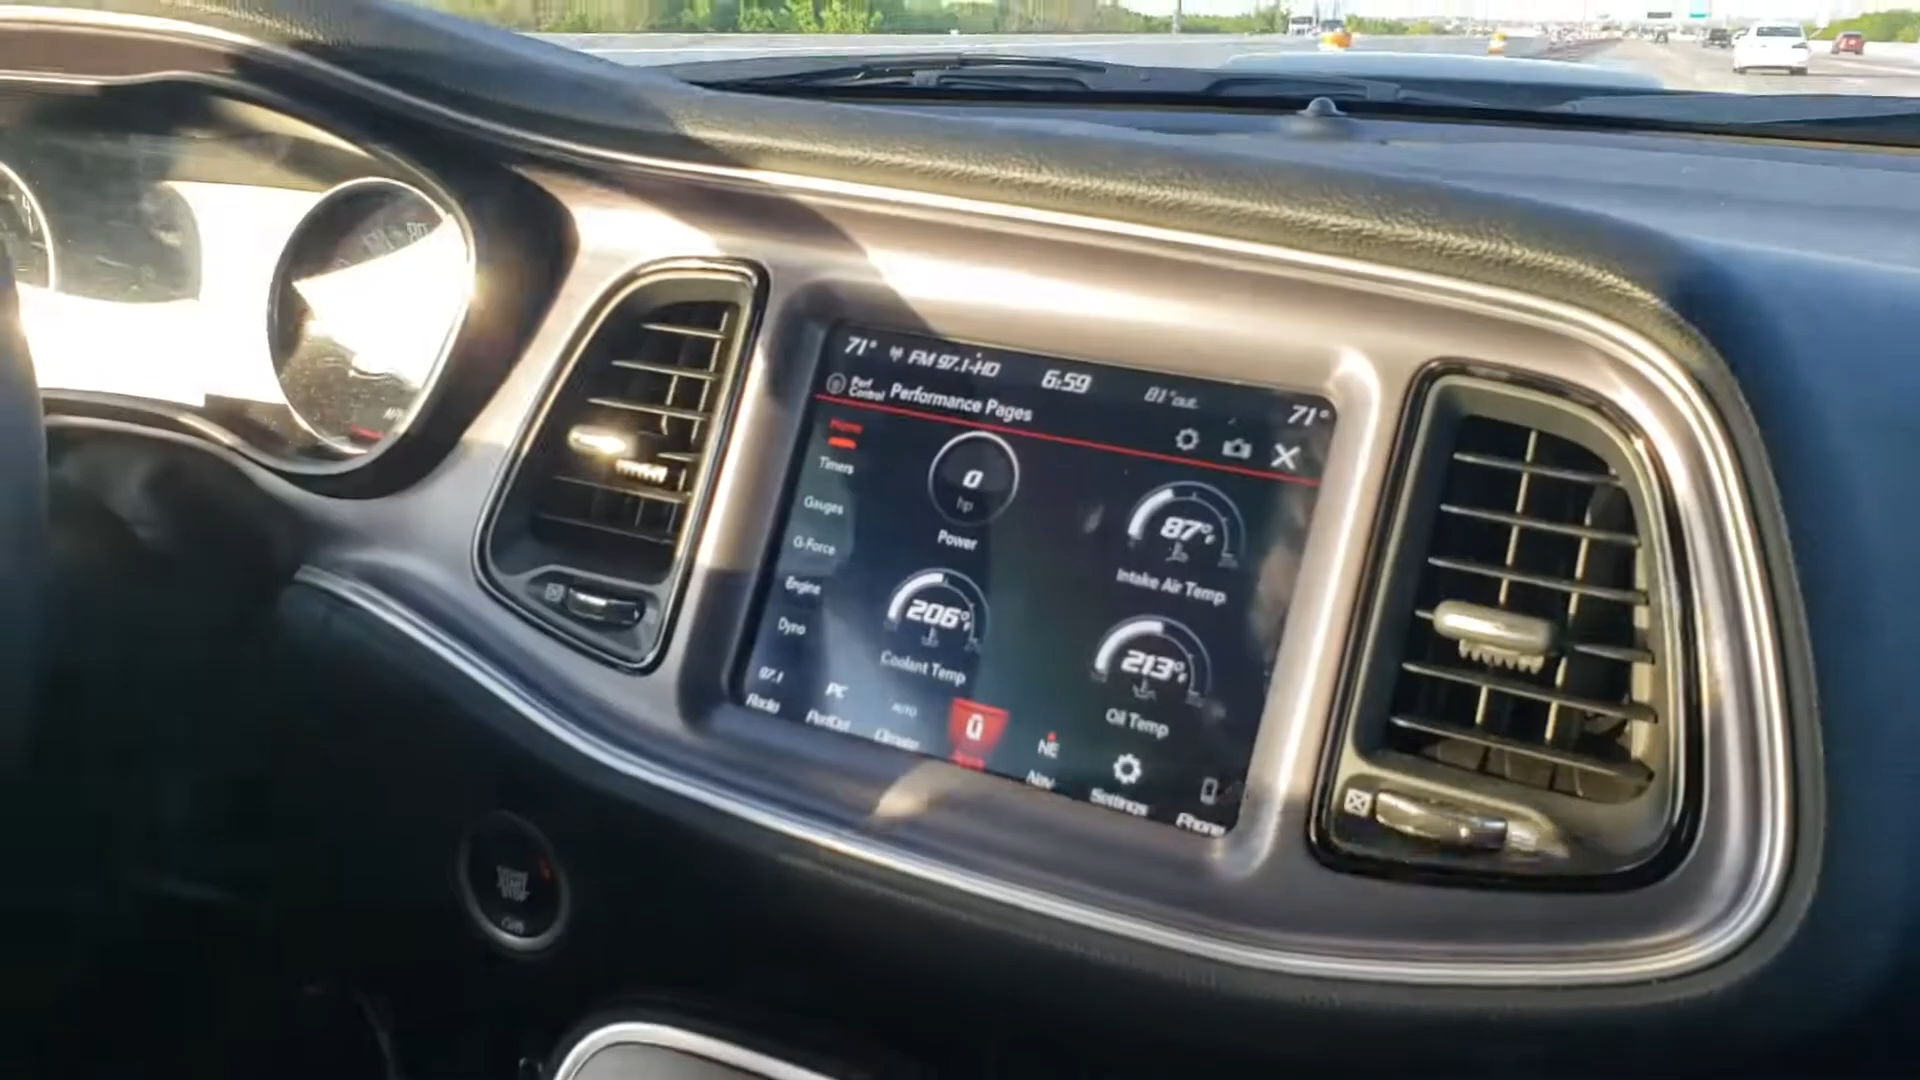 71° FM 97.1-HD 6:59 81°out 71°
Perf Control Performance Pages
Home
Timers
Gauges
G-Force
Engine
Dyno
0
hp
Power
87°F
Intake Air Temp
206°F
Coolant Temp
213°F
Oil Temp
97.1
Radio
PC
AUTO
Climate
Apps
NE
Nav
Settings
Phone